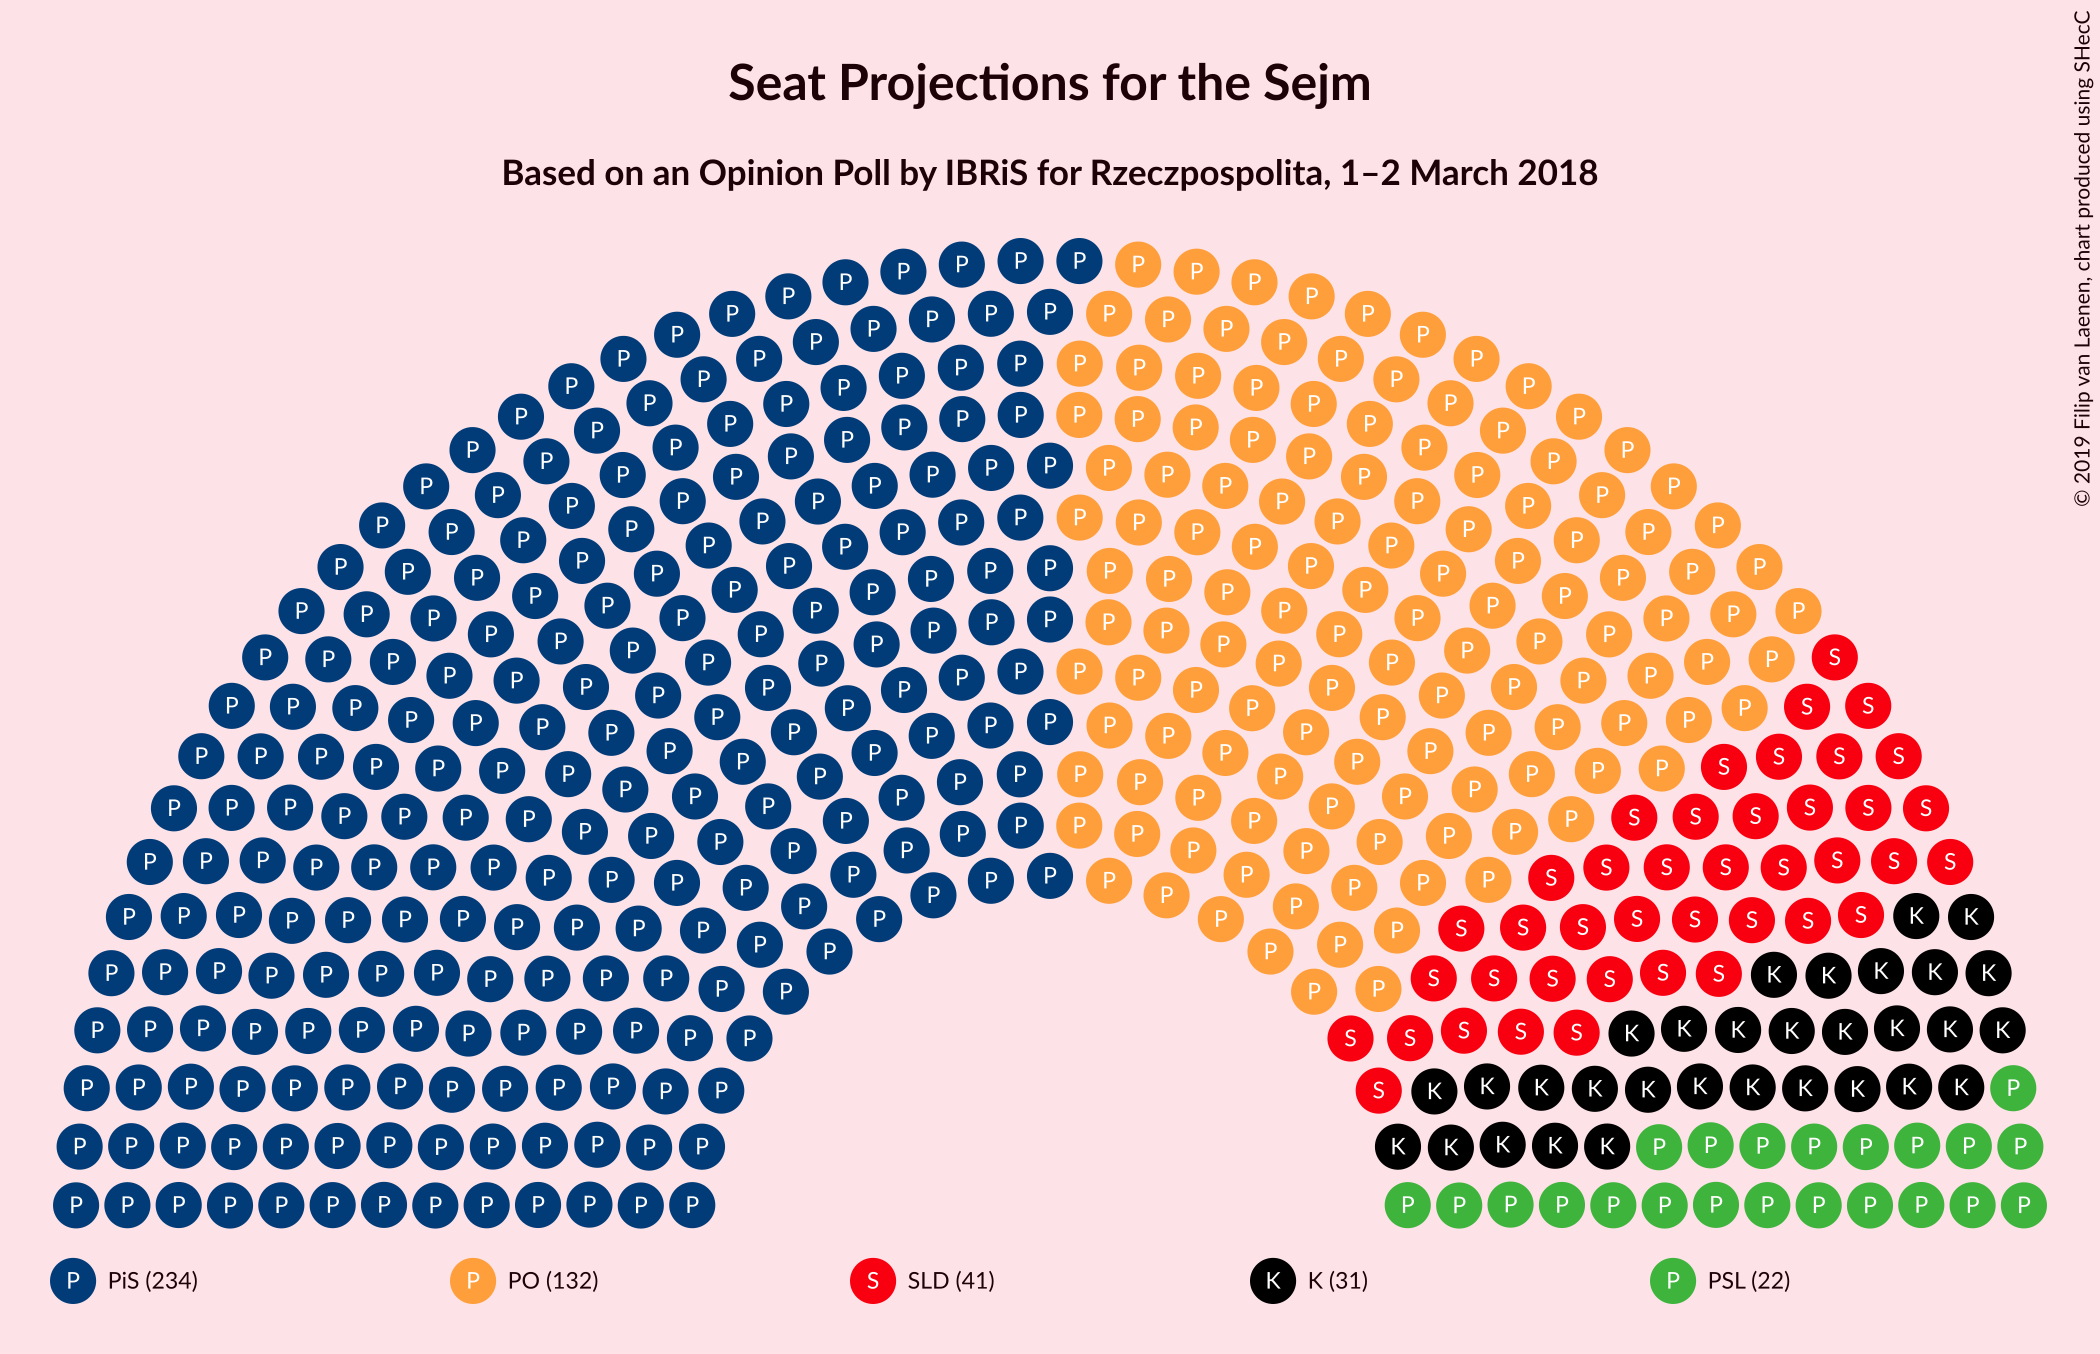 Seat Projections for the Sejm
Based on an Opinion Poll by IBRiS for Rzeczpospolita, 1–2 March 2018
© 2019 Filip van Laenen, chart produced using SHecC
P PiS (234) P PO (132) S SLD (41) K K (31) P PSL (22)